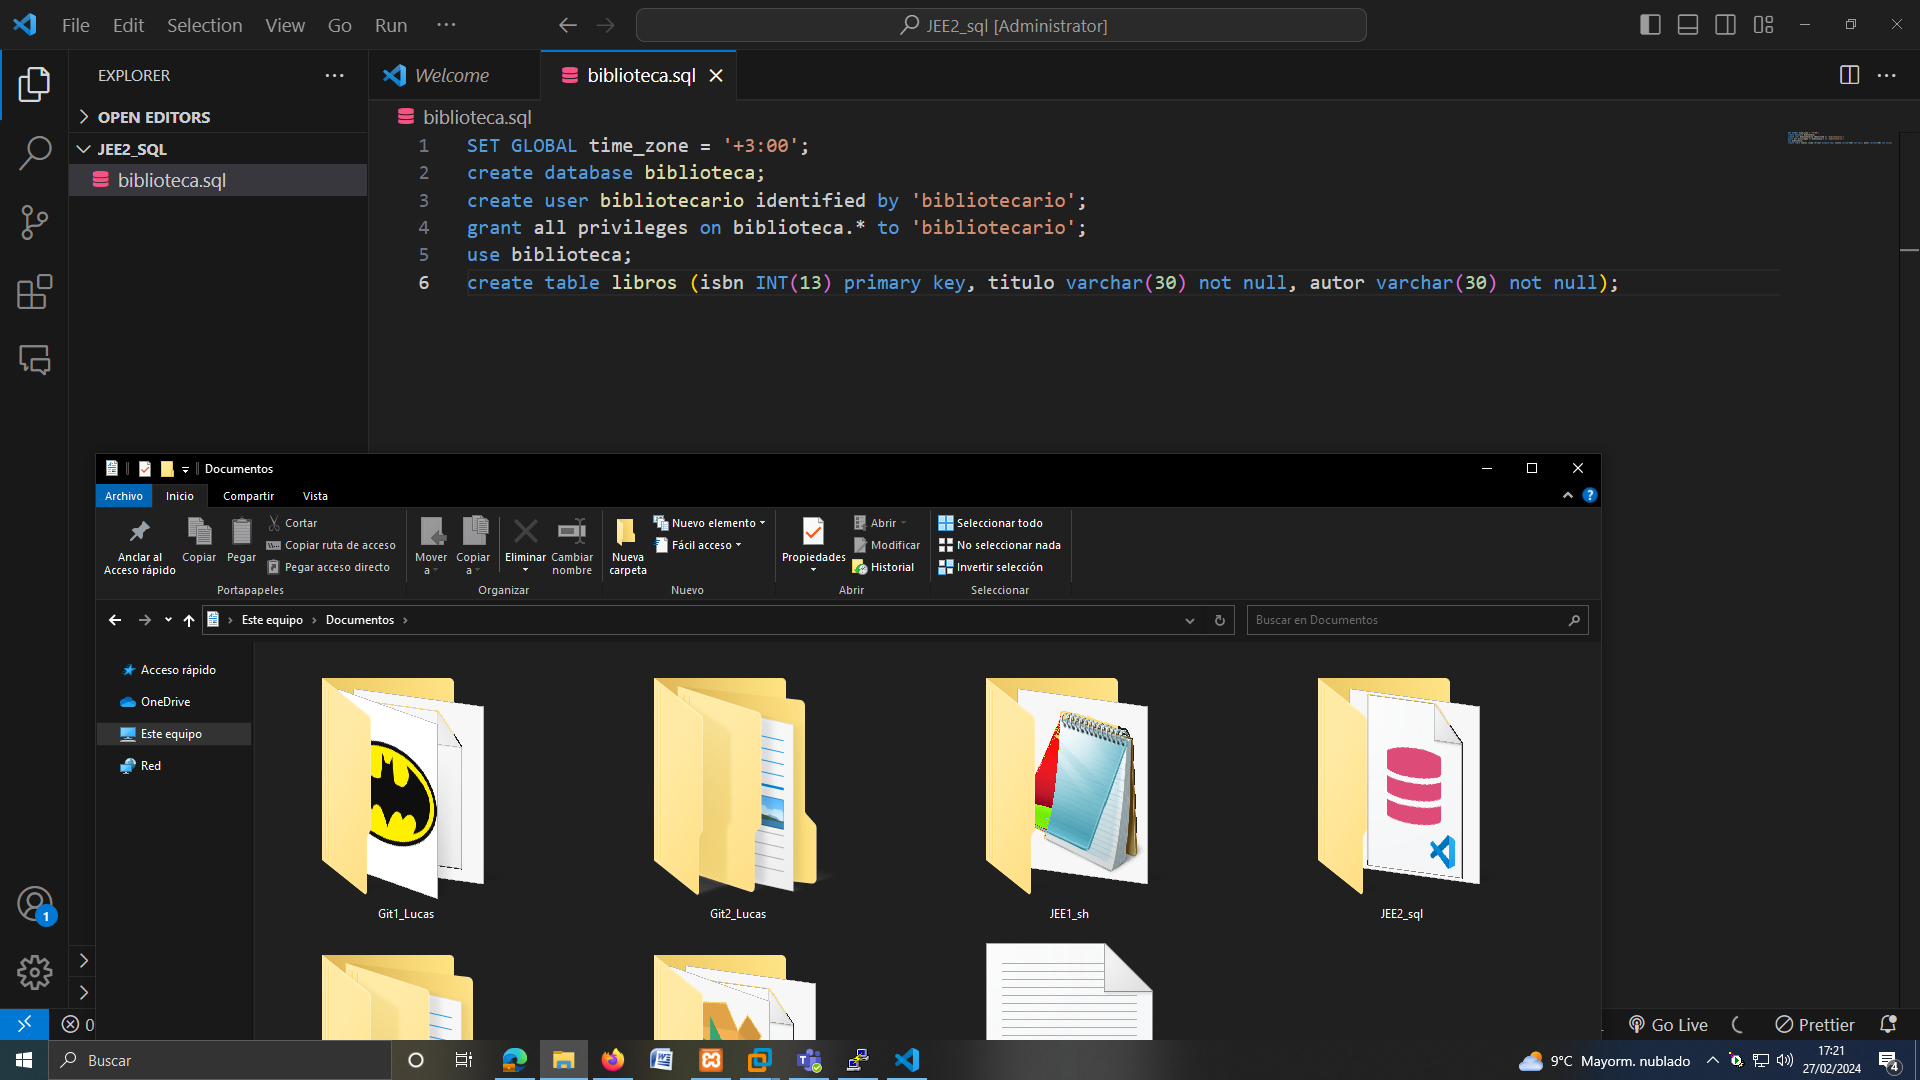 File Edit Selection View Go Run ··· JEE2_sql [Administrator]
EXPLORER ···
OPEN EDITORS
JEE2_SQL
biblioteca.sql
Welcome biblioteca.sql
biblioteca.sql
1 SET GLOBAL time_zone = '+3:00';
2 create database biblioteca;
3 create user bibliotecario identified by 'bibliotecario';
4 grant all privileges on biblioteca.* to 'bibliotecario';
5 use biblioteca;
6 create table libros (isbn INT(13) primary key, titulo varchar(30) not null, autor varchar(30) not null);
Documentos
Archivo Inicio Compartir Vista
Anclar al
Acceso rápido
Copiar
Pegar
Cortar
Copiar ruta de acceso
Pegar acceso directo
Portapapeles
Mover
a
Copiar
a
Eliminar
Cambiar
nombre
Organizar
Nueva
carpeta
Nuevo elemento
Fácil acceso
Nuevo
Propiedades
Abrir
Modificar
Historial
Abrir
Seleccionar todo
No seleccionar nada
Invertir selección
Seleccionar
Este equipo > Documentos >
Buscar en Documentos
Acceso rápido
OneDrive
Este equipo
Red
Git1_Lucas
Git2_Lucas
JEE1_sh
JEE2_sql
1
0
Go Live
Prettier
Buscar
9°C Mayorm. nublado
17:21
27/02/2024
4